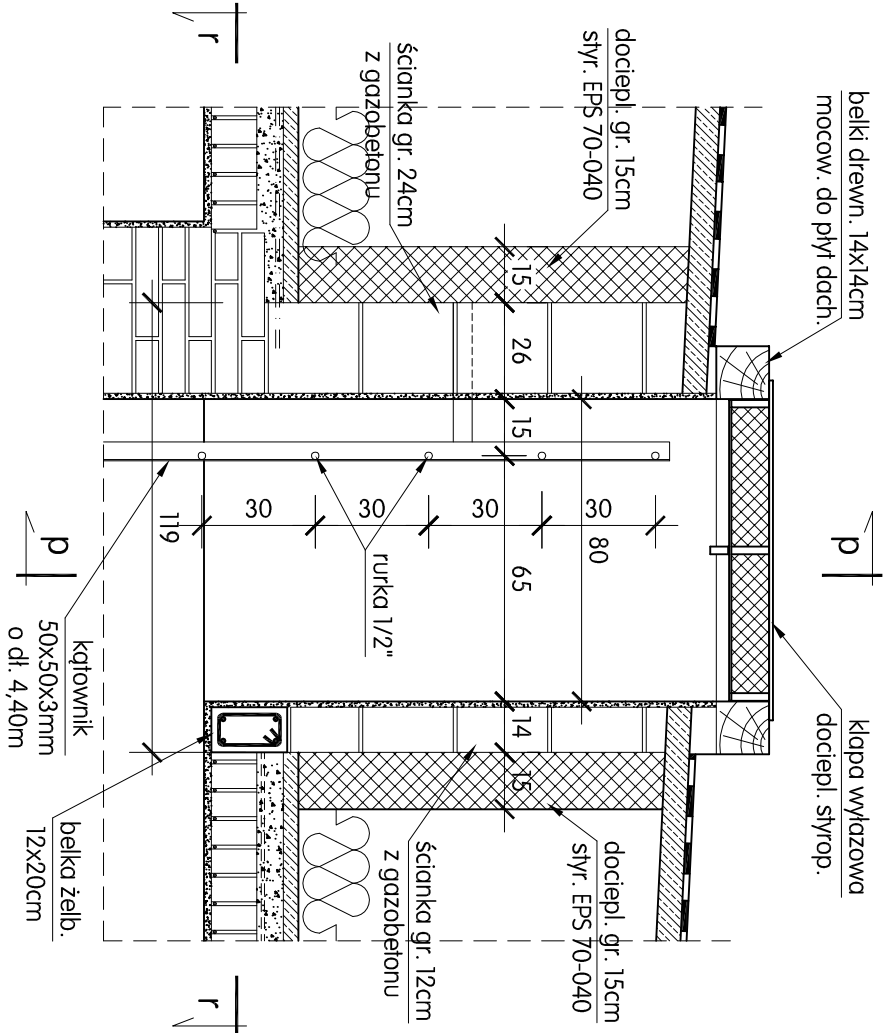 belki drewn. 14x14cm
mocow. do płyt dach.
klapa wyłazowa
dociepl. styrop.
p
p
dociepl. gr. 15cm
styr. EPS 70-040
dociepl. gr. 15cm
styr. EPS 70-040
ścianka gr. 24cm
z gazobetonu
ścianka gr. 12cm
z gazobetonu
15
26
15
65
14
15
80
30
30
30
30
119
rurka 1/2"
kątownik
50x50x3mm
o dł. 4,40m
belka żelb.
12x20cm
r
r